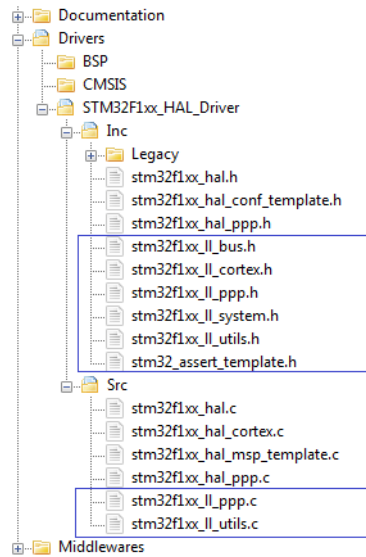 Documentation
Drivers
BSP
CMSIS
STM32F1xx_HAL_Driver
Inc
Legacy
stm32f1xx_hal.h
stm32f1xx_hal_conf_template.h
stm32f1xx_hal_ppp.h
stm32f1xx_ll_bus.h
stm32f1xx_ll_cortex.h
stm32f1xx_ll_ppp.h
stm32f1xx_ll_system.h
stm32f1xx_ll_utils.h
stm32_assert_template.h
Src
stm32f1xx_hal.c
stm32f1xx_hal_cortex.c
stm32f1xx_hal_msp_template.c
stm32f1xx_hal_ppp.c
stm32f1xx_ll_ppp.c
stm32f1xx_ll_utils.c
Middlewares